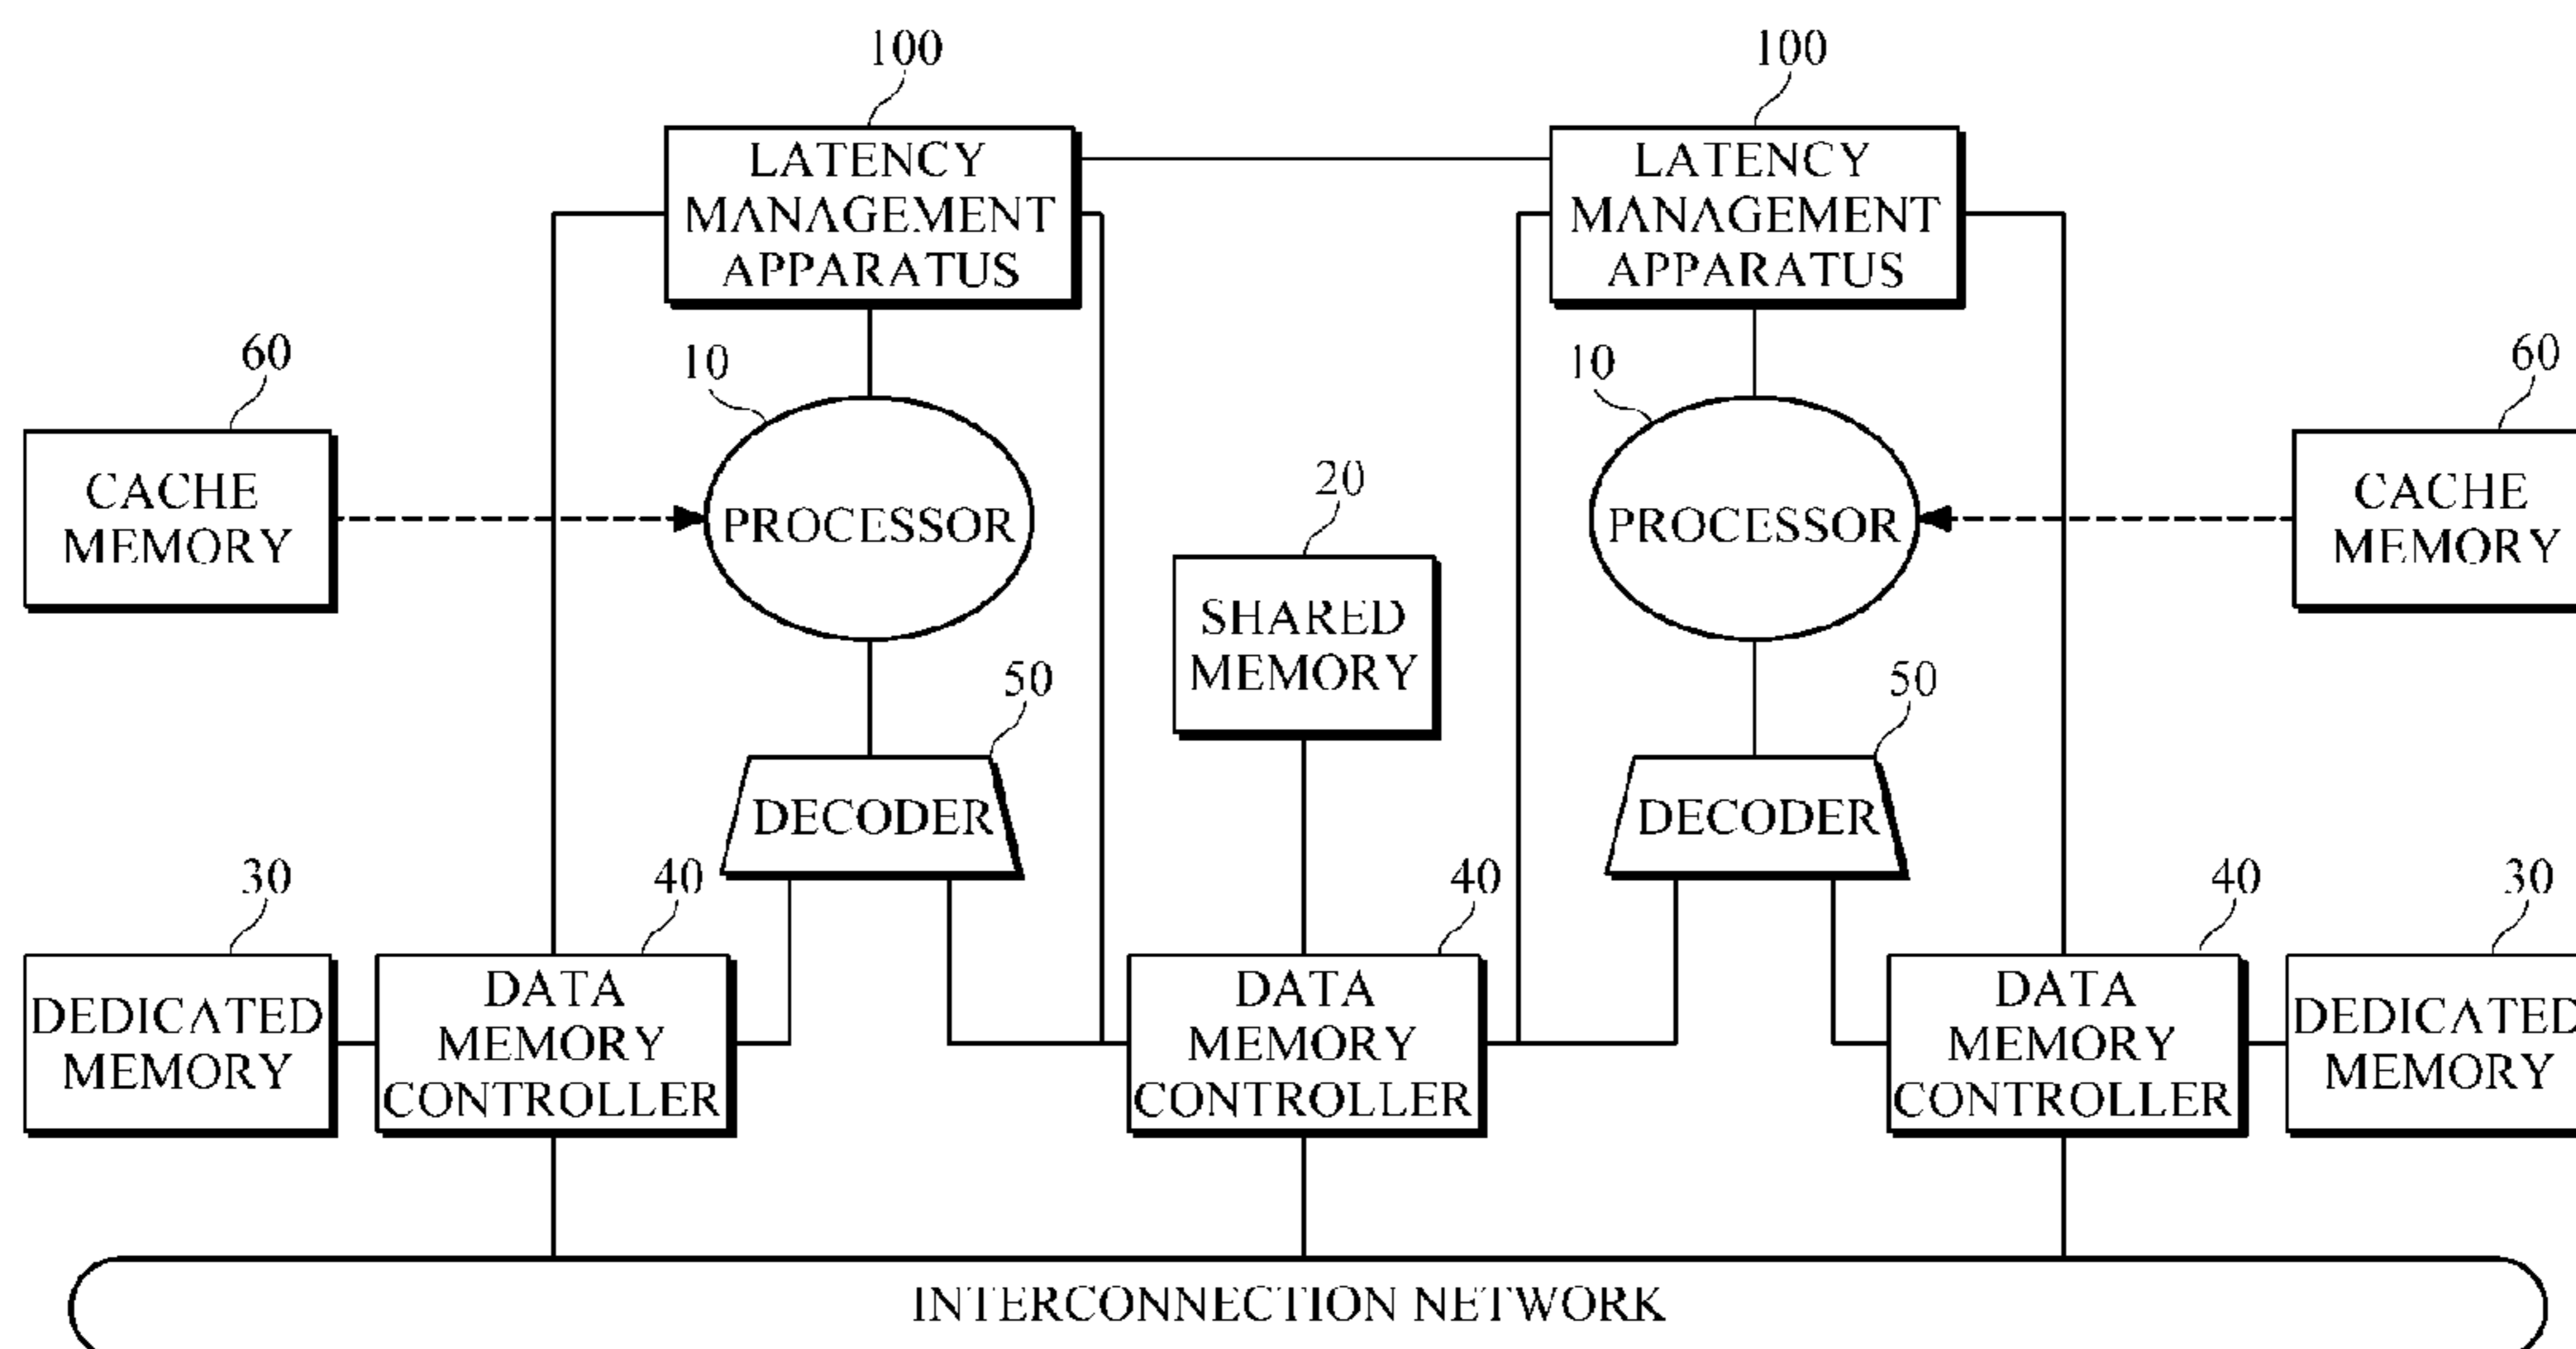 100
100
LATENCY
MANAGEMENT
APPARATUS
LATENCY
MANAGEMENT
APPARATUS
60
10
10
60
CACHE
MEMORY
PROCESSOR
20
SHARED
MEMORY
PROCESSOR
CACHE
MEMORY
50
50
DECODER
DECODER
30
40
40
40
30
DEDICATED
MEMORY
DATA
MEMORY
CONTROLLER
DATA
MEMORY
CONTROLLER
DATA
MEMORY
CONTROLLER
DEDICATED
MEMORY
INTERCONNECTION NETWORK